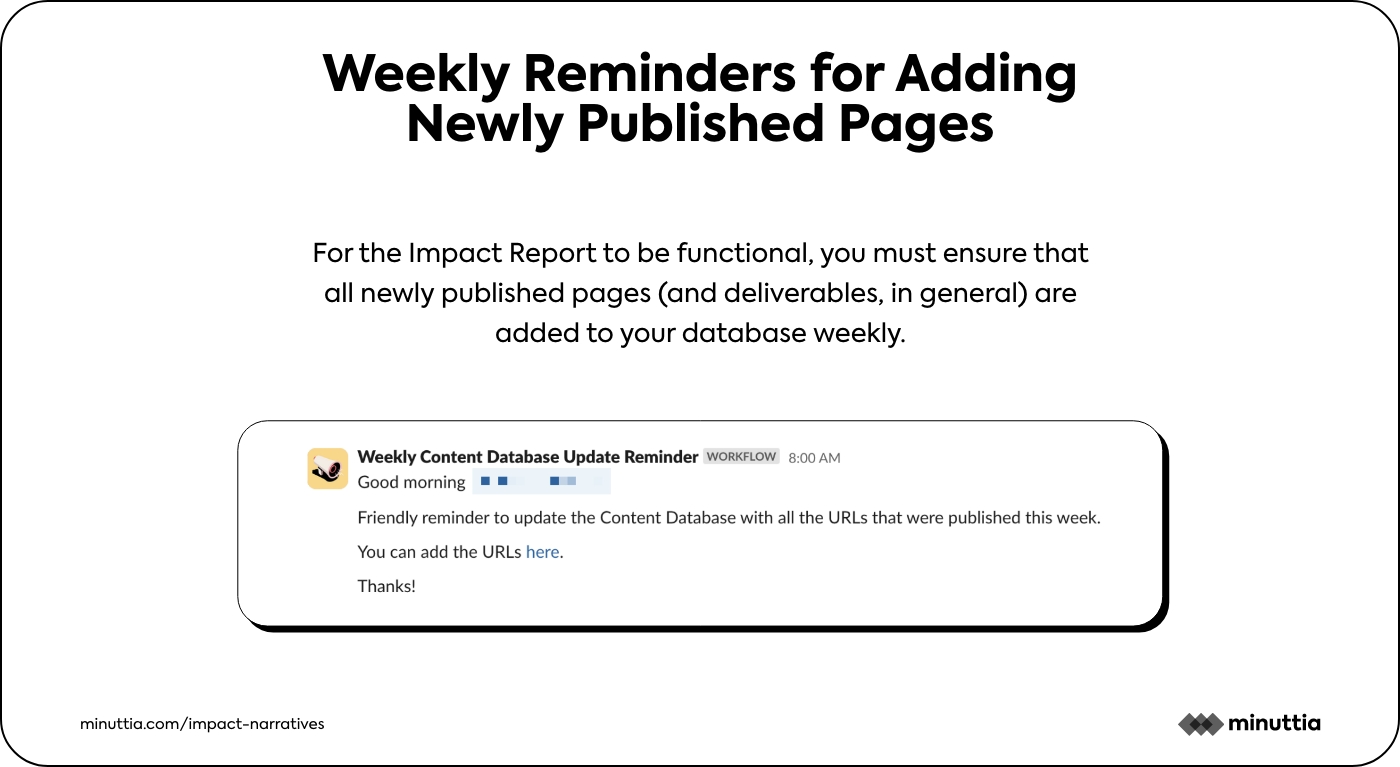 Weekly Reminders for Adding
Newly Published Pages
For the Impact Report to be functional, you must ensure that
all newly published pages (and deliverables, in general) are
added to your database weekly.
Weekly Content Database Update Reminder WORKFLOW 8:00 AM
Good morning
Friendly reminder to update the Content Database with all the URLs that were published this week.
You can add the URLs here.
Thanks!
minuttia.com/impact-narratives
minuttia